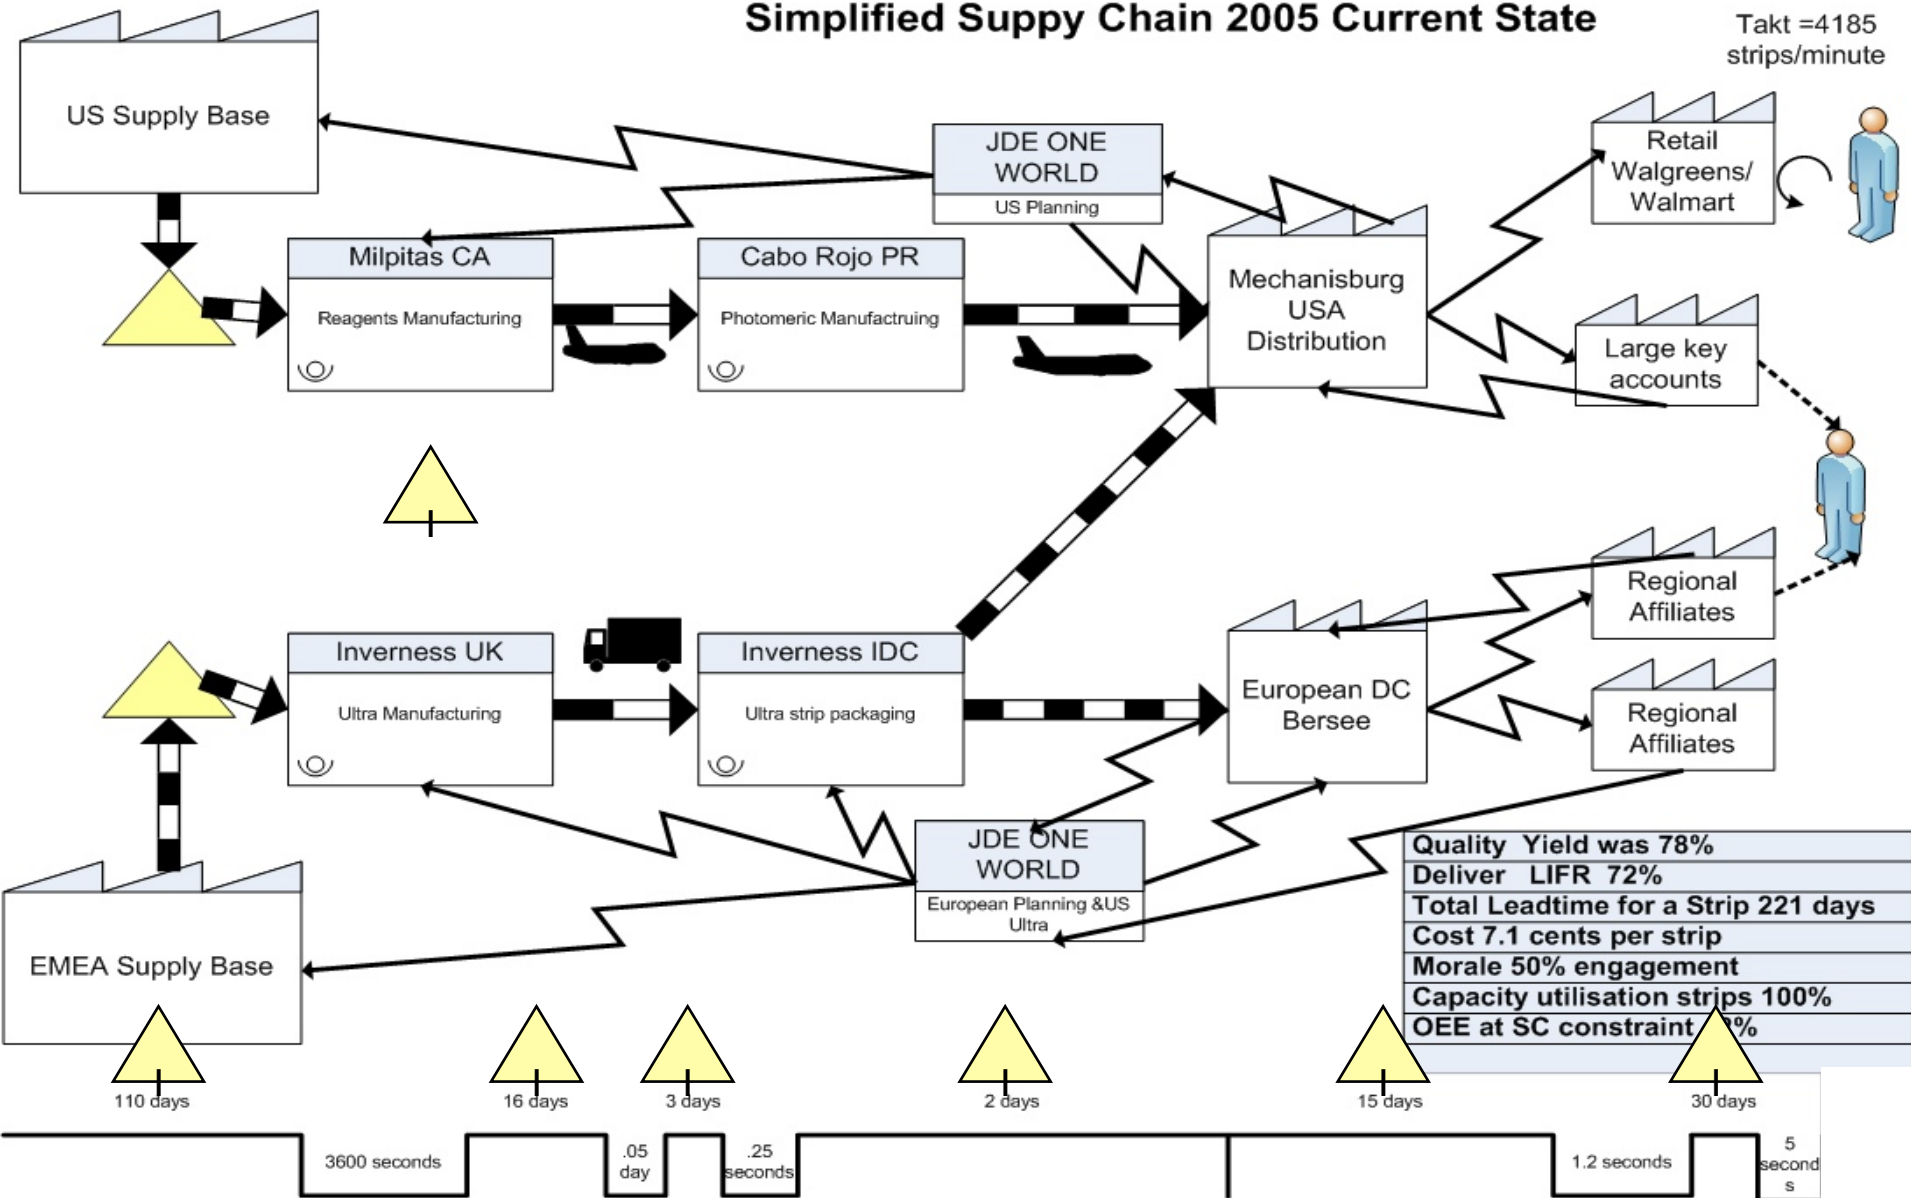 Simplified Suppy Chain 2005 Current State
Takt =4185
strips/minute
US Supply Base
JDE ONE
WORLD
US Planning
Retail
Walgreens/
Walmart
Milpitas CA
Reagents Manufacturing
Cabo Rojo PR
Photomeric Manufactruing
Mechanisburg
USA
Distribution
Large key
accounts
Inverness UK
Ultra Manufacturing
Inverness IDC
Ultra strip packaging
European DC
Bersee
Regional
Affiliates
Regional
Affiliates
JDE ONE
WORLD
European Planning &US
Ultra
EMEA Supply Base
Quality Yield was 78%
Deliver LIFR 72%
Total Leadtime for a Strip 221 days
Cost 7.1 cents per strip
Morale 50% engagement
Capacity utilisation strips 100%
OEE at SC constraint %
110 days
16 days
3 days
2 days
15 days
30 days
3600 seconds
.05
day
.25
seconds
1.2 seconds
5
second
s